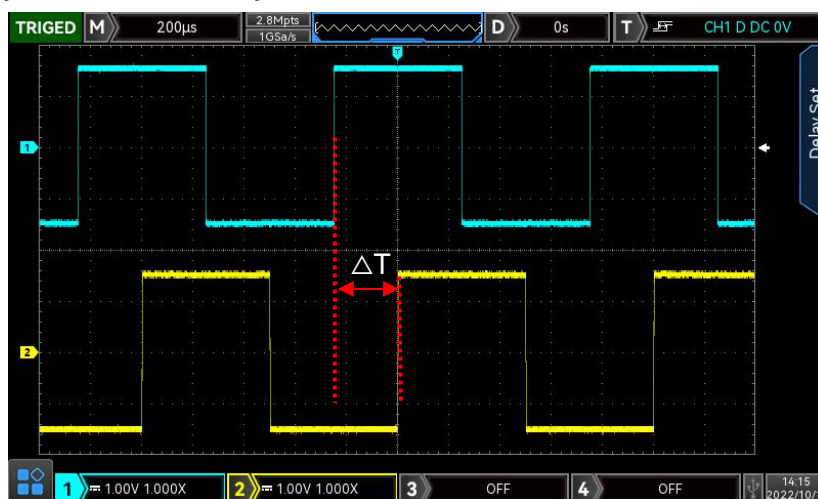 TRIGED M 200μs 2.8Mpts D 0s T CH1 D DC 0V
1GSa/s
T
Delay Set
1
△T
2
1 1.00V 1.000X 2 1.00V 1.000X 3 OFF 4 OFF 14:15
2022/10/